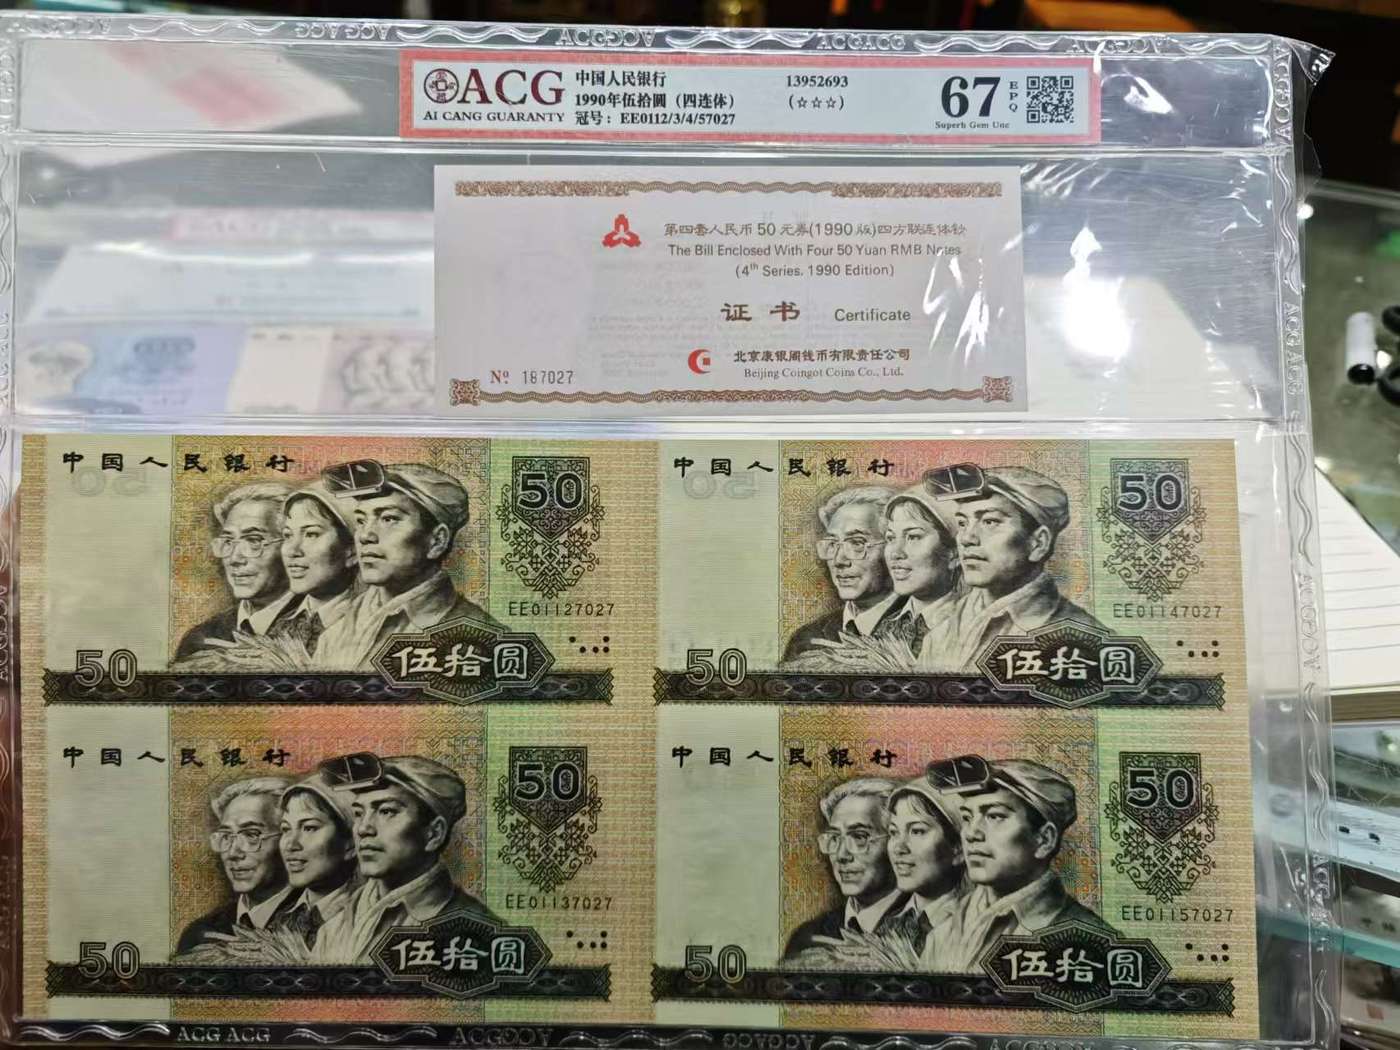 ACG ACG
ACGACG
ACGACG
ACG
AI CANG GUARANTY
中国人民银行
1990年伍拾圆（四连体）
冠号：EE0112/3/4/57027
13952693
(☆☆☆)
67
EPQ
Superb Gem Unc
第四套人民币50元券(1990版)四方联连体钞
The Bill Enclosed With Four 50 Yuan RMB Notes
(4th Series. 1990 Edition)
证书 Certificate
北京康银阁钱币有限责任公司
Beijing Coingot Coins Co., Ltd.
Nº 187027
中国人民银行
50
EE01127027
50
伍拾圆
中国人民银行
50
EE01147027
50
伍拾圆
中国人民银行
50
EE01137027
50
伍拾圆
中国人民银行
50
EE01157027
50
伍拾圆
ACG ACG